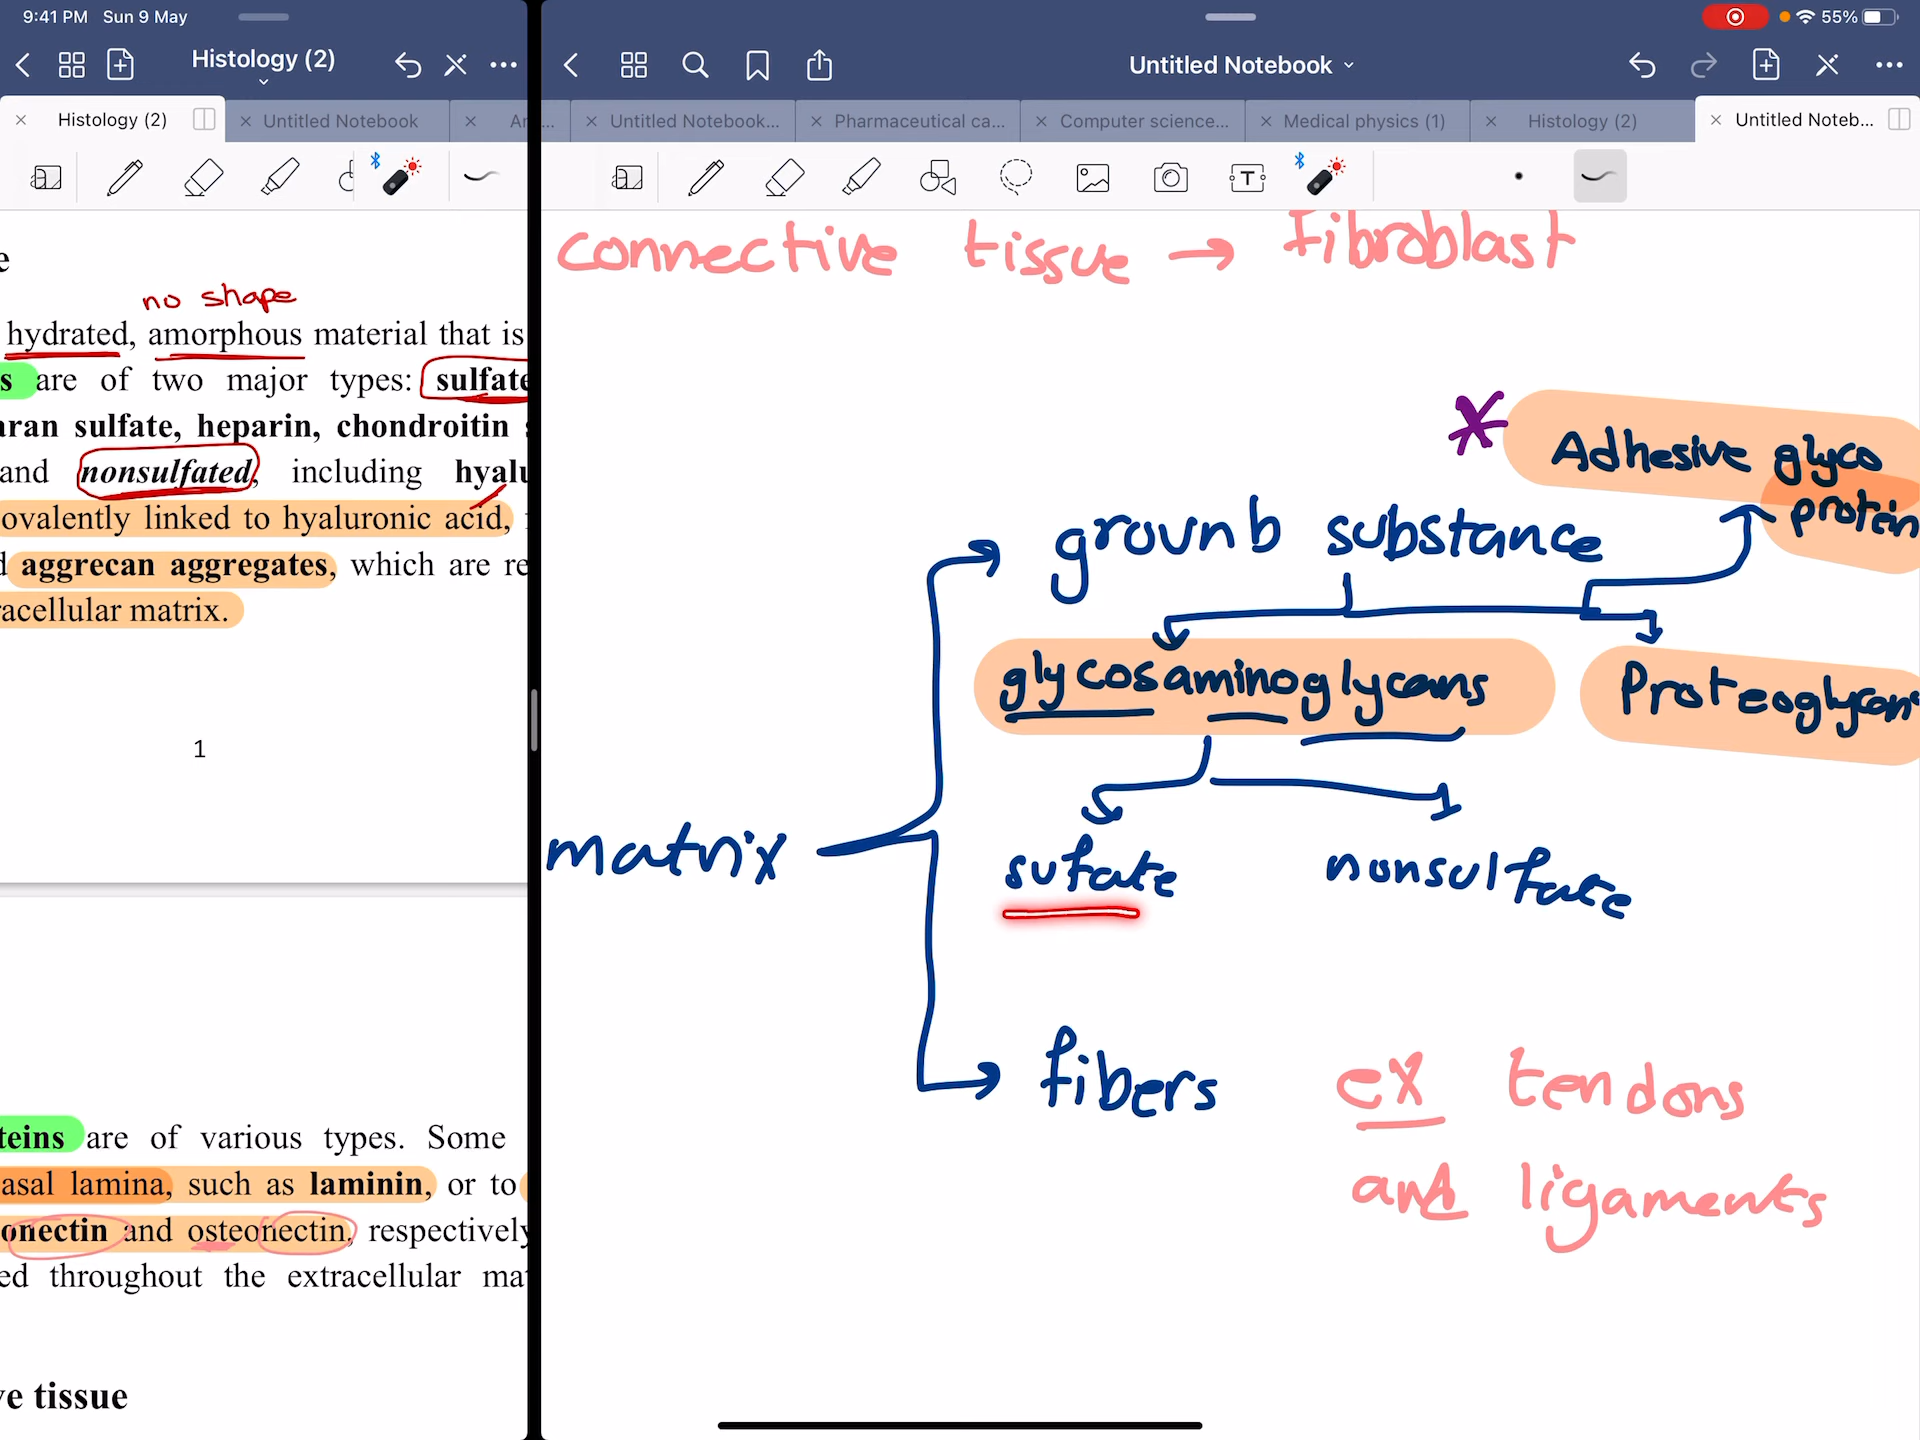 9:41 PM Sun 9 May
55%
Histology (2)
Untitled Notebook
Histology (2)
Untitled Notebook
Untitled Notebook...
Pharmaceutical ca...
Computer science...
Medical physics (1)
Histology (2)
Untitled Noteb...
e
no shape
hydrated, amorphous material that is
s are of two major types: sulfate
aran sulfate, heparin, chondroitin
and nonsulfated, including hyalu
ovalently linked to hyaluronic acid,
d aggrecan aggregates, which are re
racellular matrix.
1
teins are of various types. Some
asal lamina, such as laminin, or to
onectin and osteonectin, respectively
ed throughout the extracellular ma
ve tissue
connective tissue → fibroblast
* Adhesive glyco
protein
grounb substance
glycosaminoglycans
Proteoglycan
matrix
sufate
nonsulfate
fibers
ex tendons
and ligaments